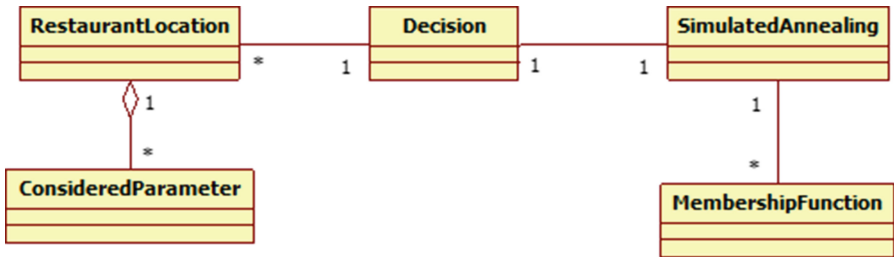 RestaurantLocation
Decision
SimulatedAnnealing
*
1
1
1
1
1
*
*
ConsideredParameter
MembershipFunction